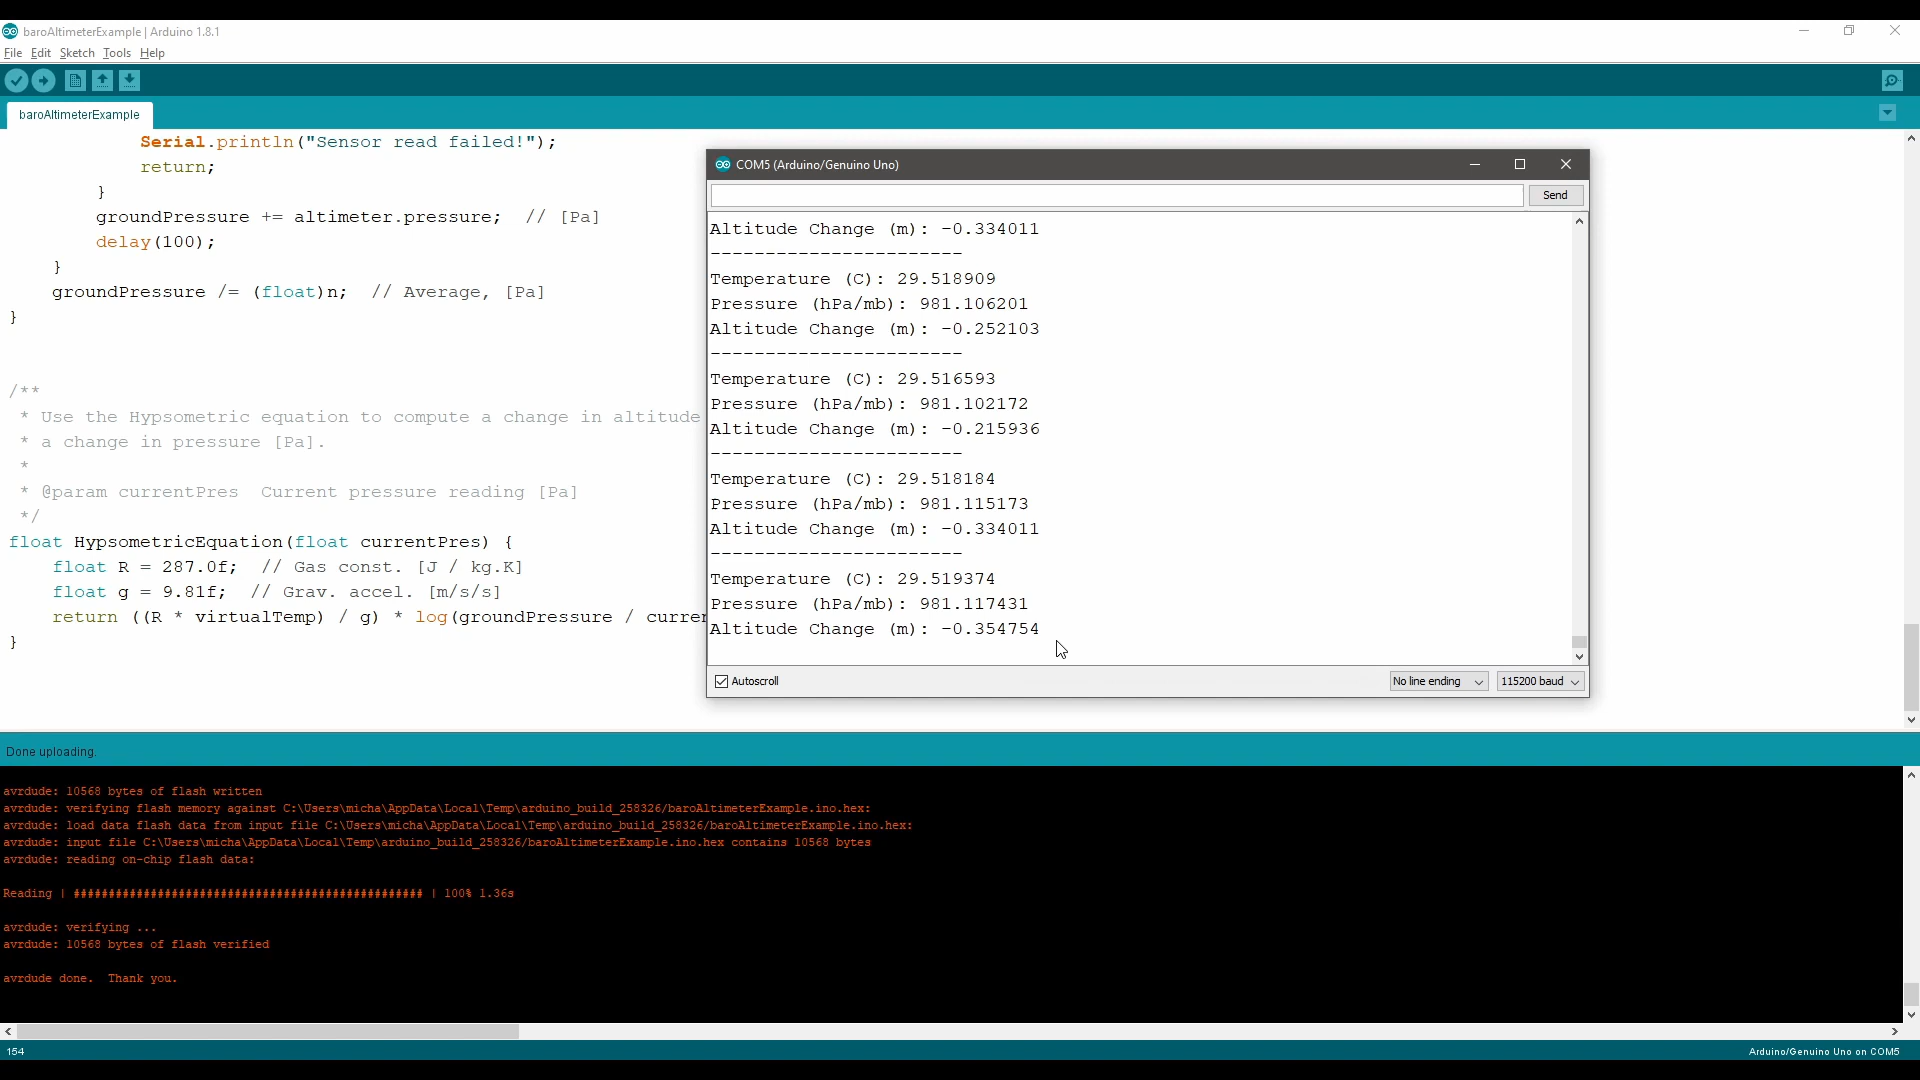 baroAltimeterExample | Arduino 1.8.1
File Edit Sketch Tools Help
baroAltimeterExample
Serial.println("Sensor read failed!");
return;
}
groundPressure += altimeter.pressure;  // [Pa]
delay(100);
}
groundPressure /= (float)n;  // Average, [Pa]
}
/**
* Use the Hypsometric equation to compute a change in altitude
* a change in pressure [Pa].
*
* @param currentPres  Current pressure reading [Pa]
*/
float HypsometricEquation(float currentPres) {
float R = 287.0f;  // Gas const. [J / kg.K]
float g = 9.81f;  // Grav. accel. [m/s/s]
return ((R * virtualTemp) / g) * log(groundPressure / curren
}
COM5 (Arduino/Genuino Uno)
Send
Altitude Change (m): -0.334011
-----------------------
Temperature (C): 29.518909
Pressure (hPa/mb): 981.106201
Altitude Change (m): -0.252103
-----------------------
Temperature (C): 29.516593
Pressure (hPa/mb): 981.102172
Altitude Change (m): -0.215936
-----------------------
Temperature (C): 29.518184
Pressure (hPa/mb): 981.115173
Altitude Change (m): -0.334011
-----------------------
Temperature (C): 29.519374
Pressure (hPa/mb): 981.117431
Altitude Change (m): -0.354754
Autoscroll
No line ending
115200 baud
Done uploading.
avrdude: 10568 bytes of flash written
avrdude: verifying flash memory against C:\Users\micha\AppData\Local\Temp\arduino_build_258326/baroAltimeterExample.ino.hex:
avrdude: load data flash data from input file C:\Users\micha\AppData\Local\Temp\arduino_build_258326/baroAltimeterExample.ino.hex:
avrdude: input file C:\Users\micha\AppData\Local\Temp\arduino_build_258326/baroAltimeterExample.ino.hex contains 10568 bytes
avrdude: reading on-chip flash data:
Reading | ################################################## | 100% 1.36s
avrdude: verifying ...
avrdude: 10568 bytes of flash verified
avrdude done.  Thank you.
154
Arduino/Genuino Uno on COM5